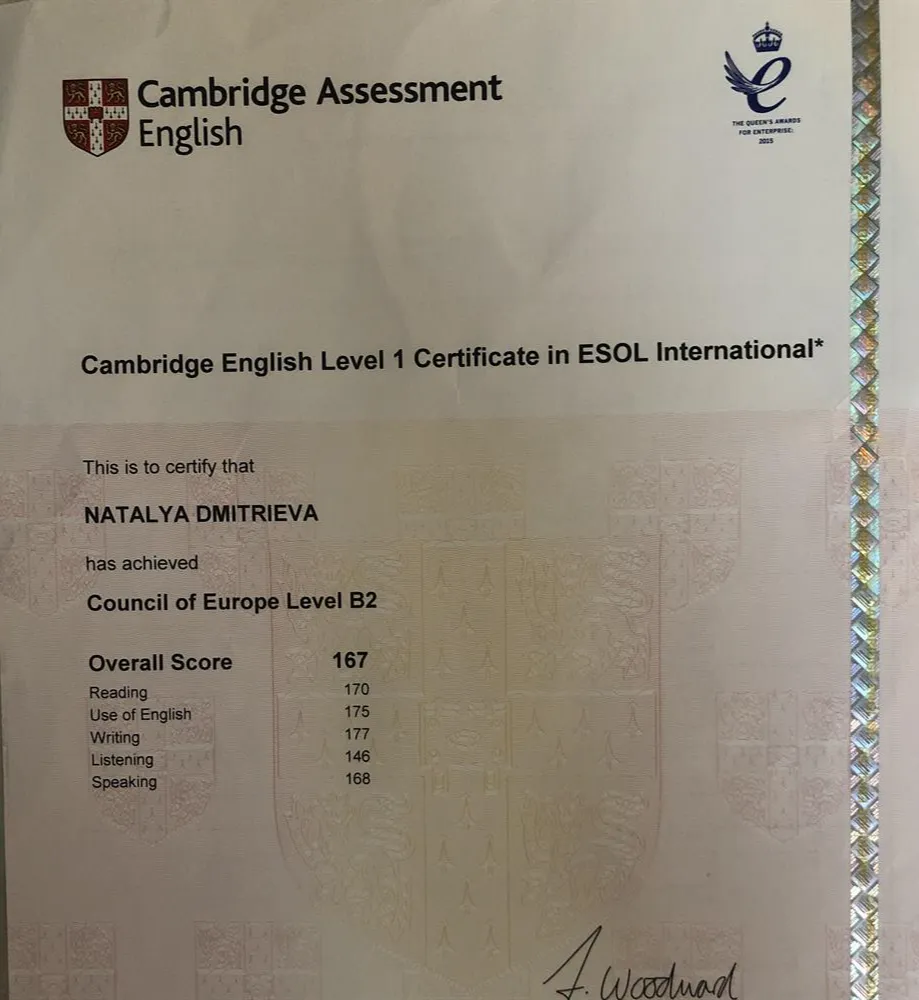 Cambridge Assessment
English
THE QUEEN'S AWARDS
FOR ENTERPRISE:
2015
Cambridge English Level 1 Certificate in ESOL International*
This is to certify that
NATALYA DMITRIEVA
has achieved
Council of Europe Level B2
Overall Score 167
Reading 170
Use of English 175
Writing 177
Listening 146
Speaking 168
J. Woodward